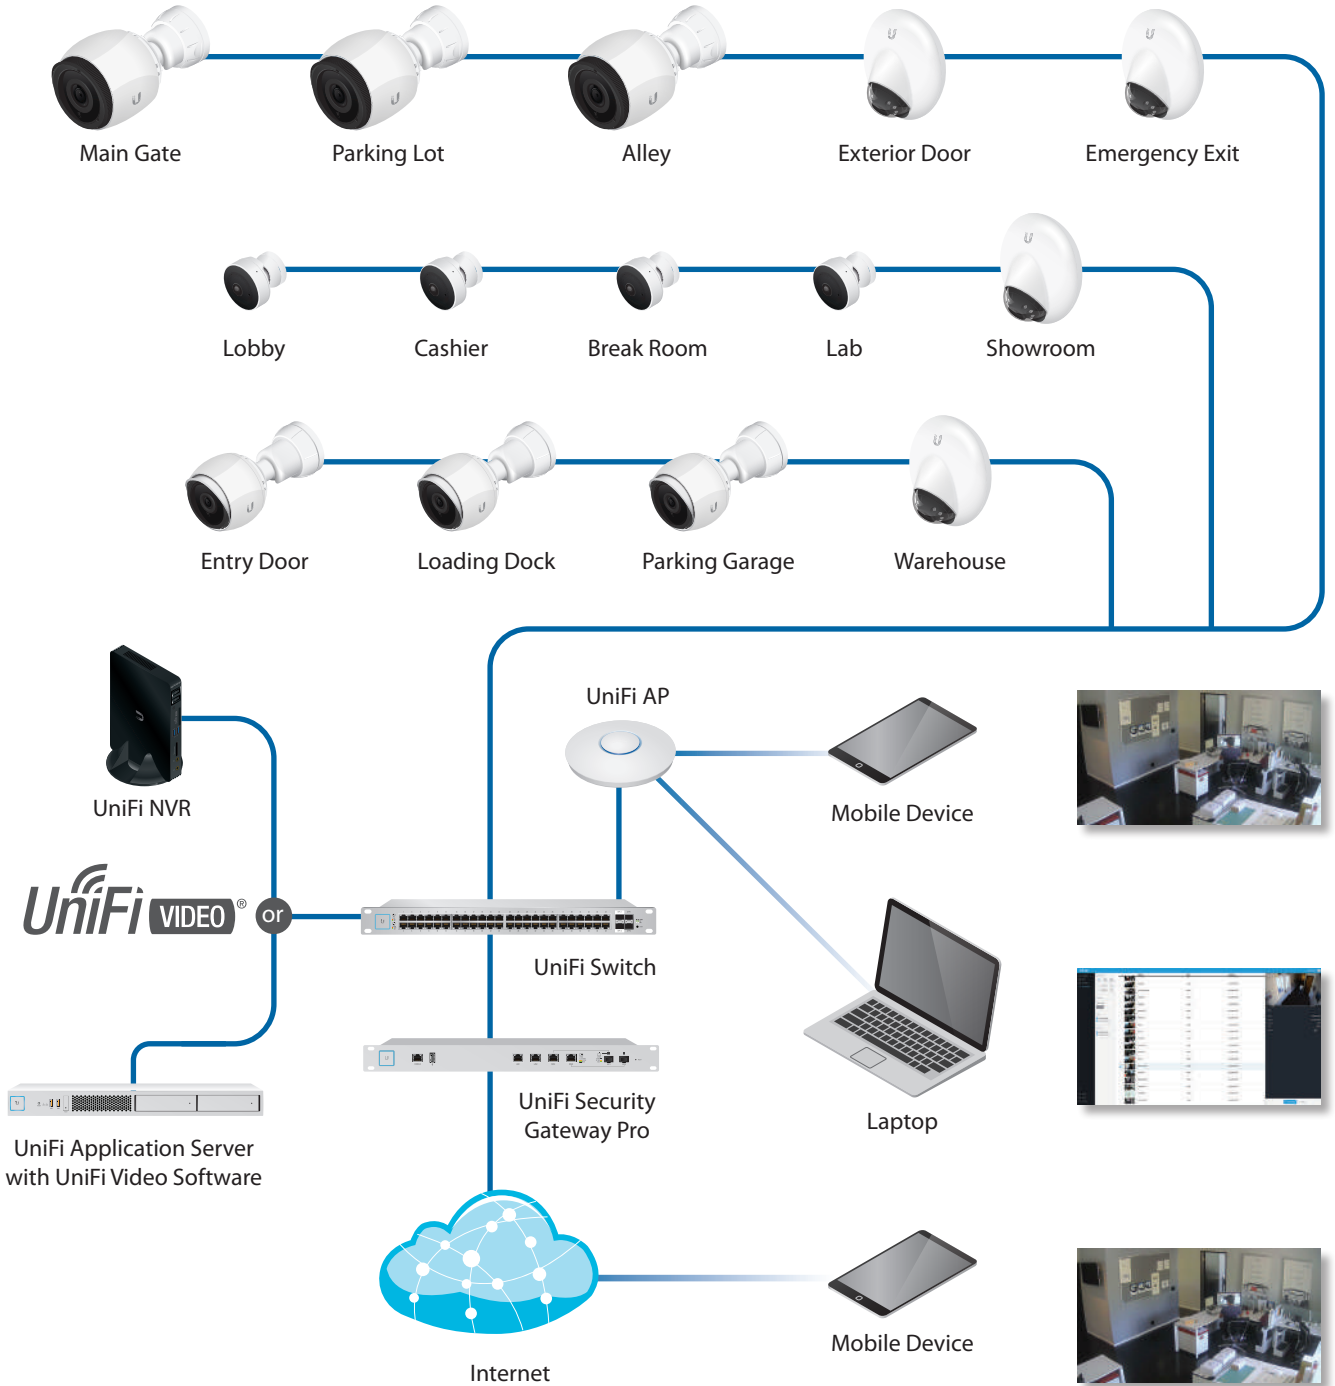 Main Gate
Parking Lot
Alley
Exterior Door
Emergency Exit
Lobby
Cashier
Break Room
Lab
Showroom
Entry Door
Loading Dock
Parking Garage
Warehouse
UniFi AP
UniFi NVR
Mobile Device
UniFi VIDEO®
or
UniFi Switch
UniFi Security
Gateway Pro
Laptop
UniFi Application Server
with UniFi Video Software
Internet
Mobile Device